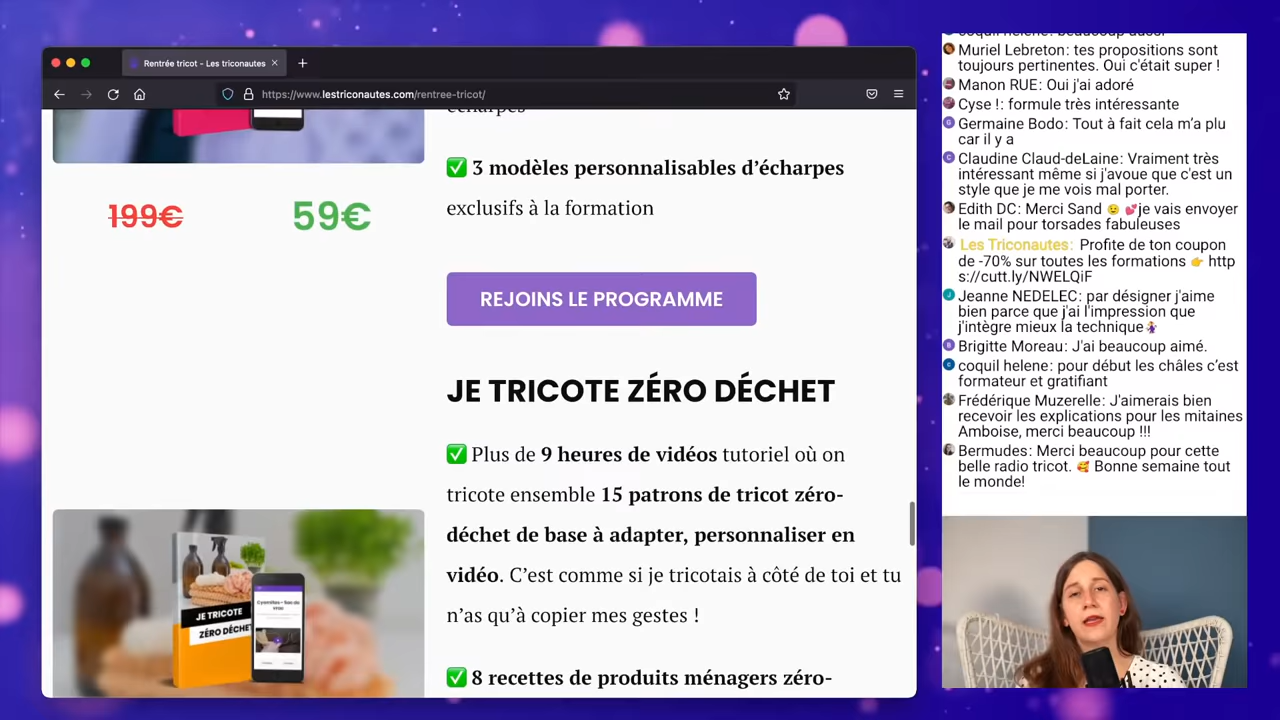 Rentrée tricot - Les triconautes
https://www.lestriconautes.com/rentree-tricot/
écharpes
✅ 3 modèles personnalisables d’écharpes
exclusifs à la formation
199€ 59€
REJOINS LE PROGRAMME
JE TRICOTE ZÉRO DÉCHET
✅ Plus de 9 heures de vidéos tutoriel où on
tricote ensemble 15 patrons de tricot zéro-
déchet de base à adapter, personnaliser en
vidéo. C’est comme si je tricotais à côté de toi et tu
n’as qu’à copier mes gestes !
✅ 8 recettes de produits ménagers zéro-
JE TRICOTE
ZÉRO DÉCHET
coquil helene: beaucoup aussi
Muriel Lebreton: tes propositions sont
toujours pertinentes. Oui c'était super !
Manon RUE: Oui j'ai adoré
Cyse !: formule très intéressante
Germaine Bodo: Tout à fait cela m’a plu
car il y a
Claudine Claud-deLaine: Vraiment très
intéressant même si j'avoue que c'est un
style que je me vois mal porter.
Edith DC: Merci Sand 😉 💕je vais envoyer
le mail pour torsades fabuleuses
Les Triconautes: Profite de ton coupon
de -70% sur toutes les formations 👉 http
s://cutt.ly/NWELQiF
Jeanne NEDELEC: par désigner j'aime
bien parce que j'ai l'impression que
j'intègre mieux la technique🤹‍♀️
Brigitte Moreau: J'ai beaucoup aimé.
coquil helene: pour début les châles c’est
formateur et gratifiant
Frédérique Muzerelle: J'aimerais bien
recevoir les explications pour les mitaines
Amboise, merci beaucoup !!!
Bermudes: Merci beaucoup pour cette
belle radio tricot. 🥰 Bonne semaine tout
le monde!